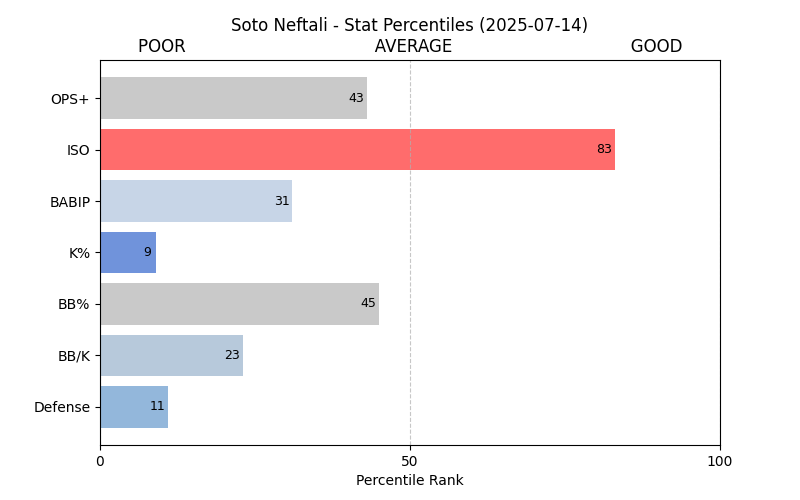 Soto Neftali - Stat Percentiles (2025-07-14)
POOR AVERAGE GOOD
OPS+ 43
ISO 83
BABIP 31
K% 9
BB% 45
BB/K 23
Defense 11
0 50 100
Percentile Rank